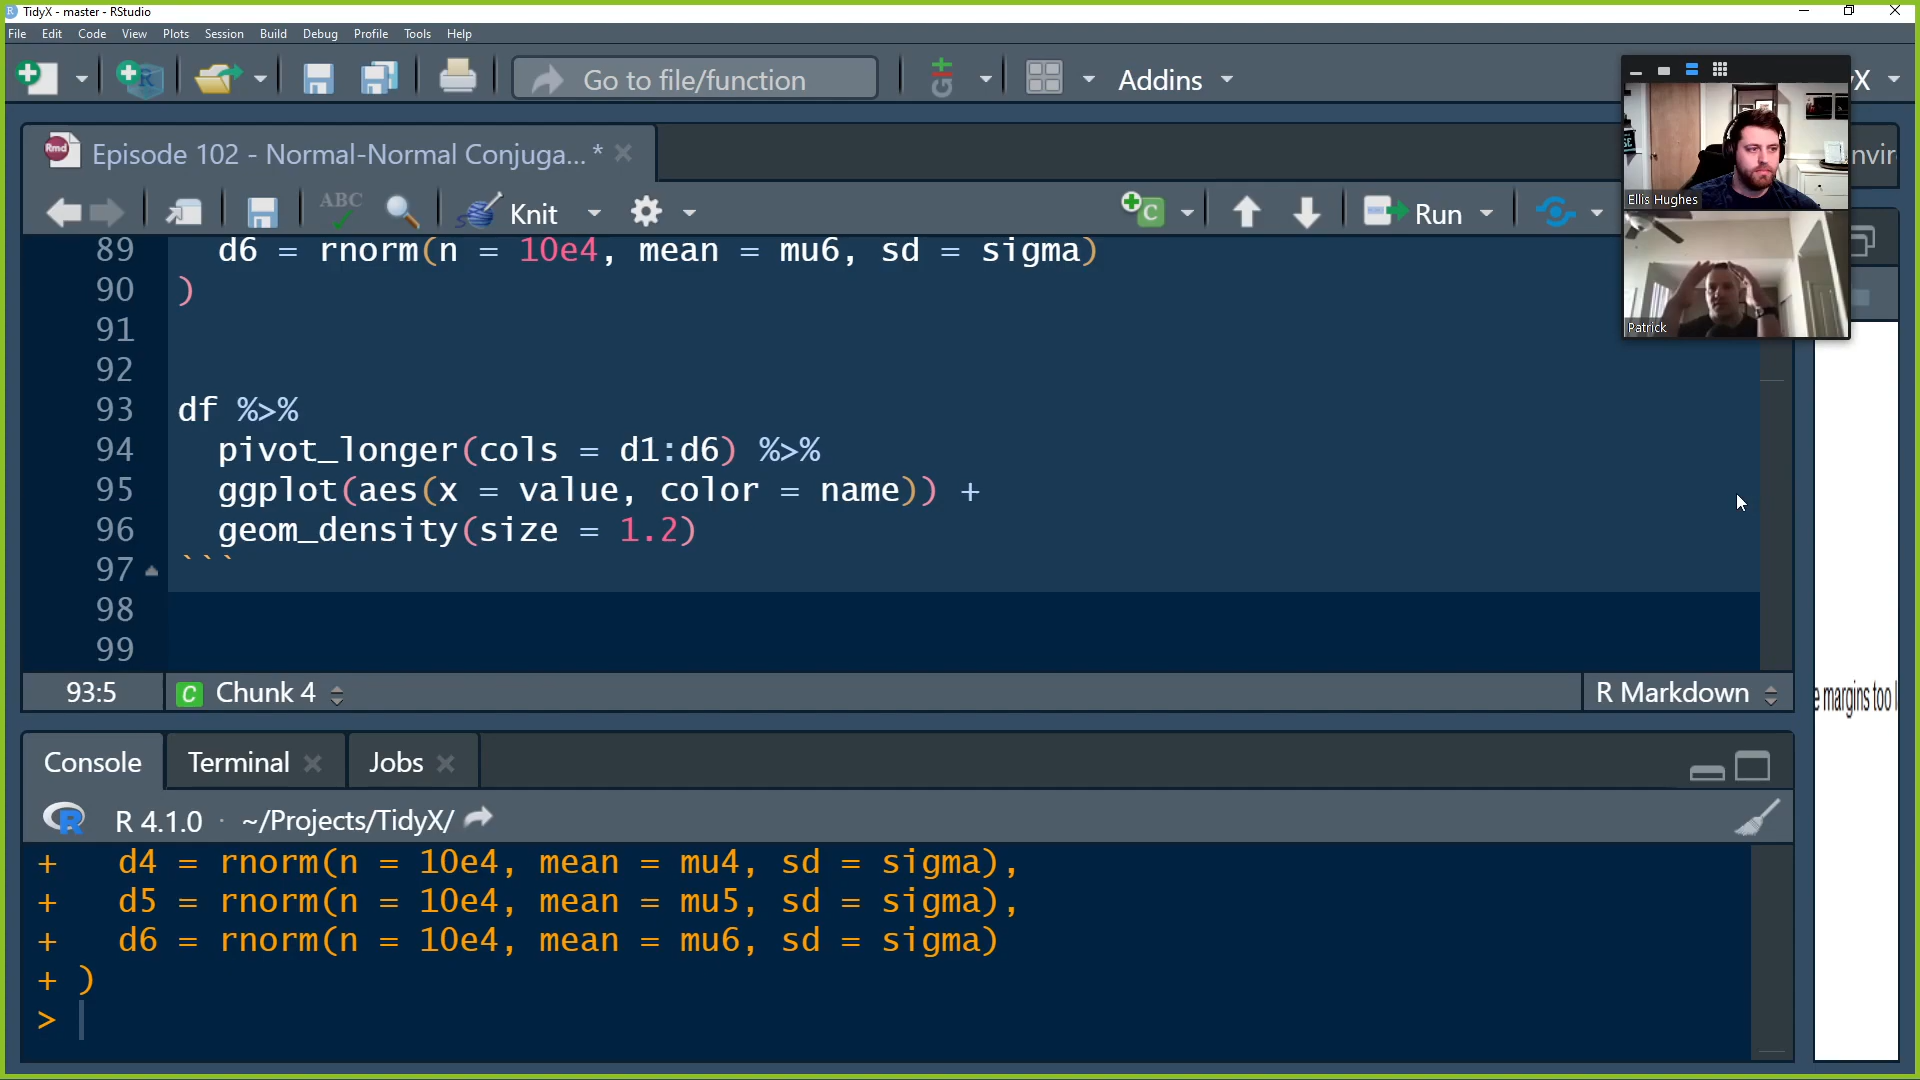 TidyX - master - RStudio
File Edit Code View Plots Session Build Debug Profile Tools Help
Go to file/function
Addins
X
Episode 102 - Normal-Normal Conjuga... *
nvir
ABC
Knit
Run
Ellis Hughes
Patrick
89 d6 = rnorm(n = 10e4, mean = mu6, sd = sigma)
90 )
91
92
93 df %>%
94 pivot_longer(cols = d1:d6) %>%
95 ggplot(aes(x = value, color = name)) +
96 geom_density(size = 1.2)
97 ```
98
99
93:5 C Chunk 4 R Markdown
e margins too l
Console Terminal Jobs
R 4.1.0 · ~/Projects/TidyX/
+ d4 = rnorm(n = 10e4, mean = mu4, sd = sigma),
+ d5 = rnorm(n = 10e4, mean = mu5, sd = sigma),
+ d6 = rnorm(n = 10e4, mean = mu6, sd = sigma)
+ )
>